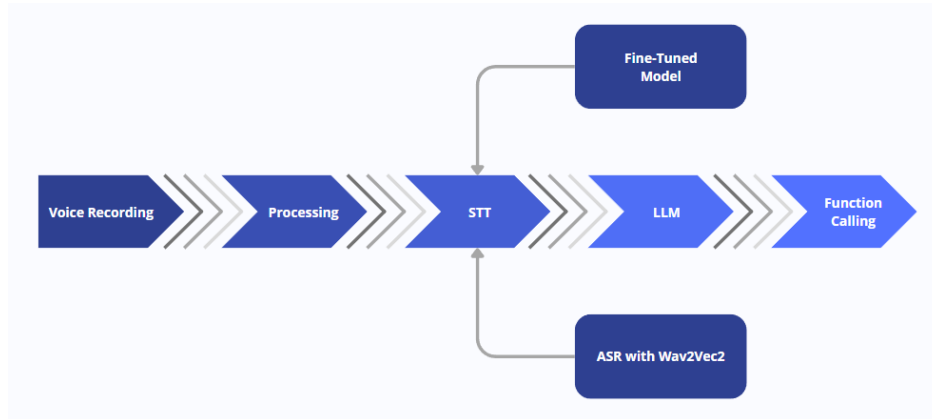 Fine-Tuned
Model
Voice Recording
Processing
STT
LLM
Function
Calling
ASR with Wav2Vec2